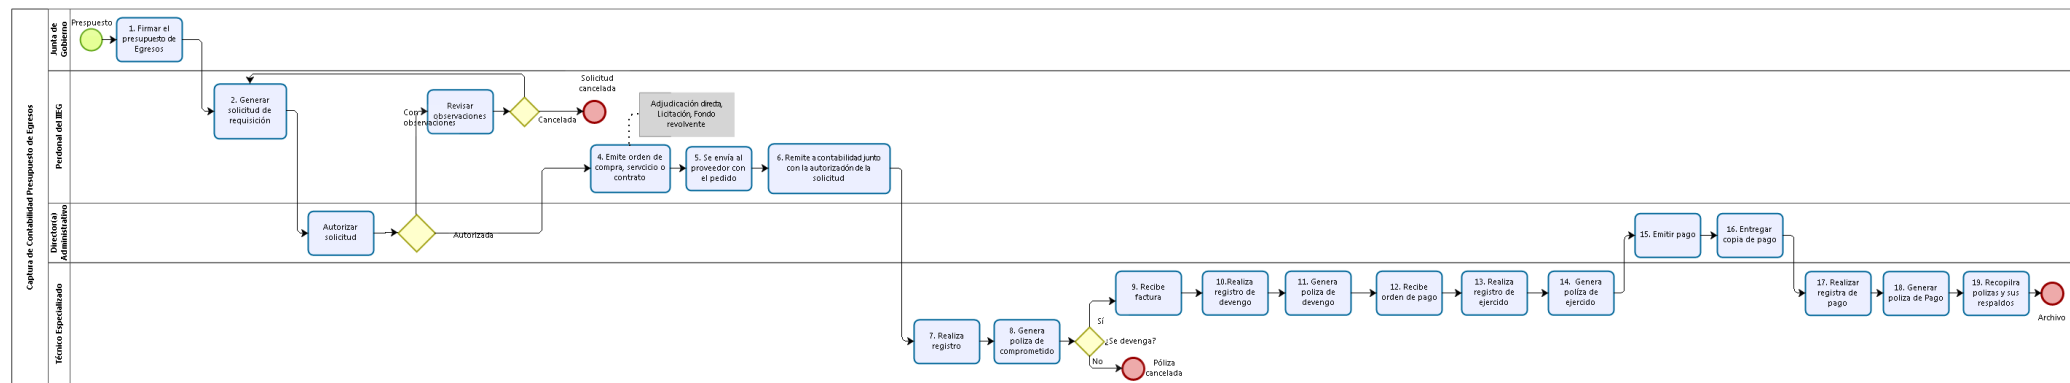 Captura de Contabilidad Presupuesto de Egresos
Junta de
Gobierno
Prespuesto
1. Firmar el
presupuesto de
Egresos
Perdonal del IIEG
2. Generar
solicitud de
requisición
Con
observaciones
Revisar
observaciones
Cancelada
Solicitud
cancelada
Adjudicación directa,
Licitación, Fondo
revolvente
4. Emite orden de
compra, servcicio o
contrato
5. Se envía al
proveedor con
el pedido
6. Remite a contabilidad junto
con la autorización de la
solicitud
Director(a)
Administrativo
Autorizar
solicitud
Autorizada
15. Emitir pago
16. Entregar
copia de pago
Técnico Especializado
7. Realiza
registro
8. Genera
poliza de
comprometido
¿Se devenga?
Sí
No
Póliza
cancelada
9. Recibe
factura
10.Realiza
registro de
devengo
11. Genera
poliza de
devengo
12. Recibe
orden de pago
13. Realiza
registro de
ejercido
14. Genera
políza de
ejercido
17. Realizar
registra de
pago
18. Generar
poliza de Pago
19. Recopilra
polizas y sus
respaldos
Archivo